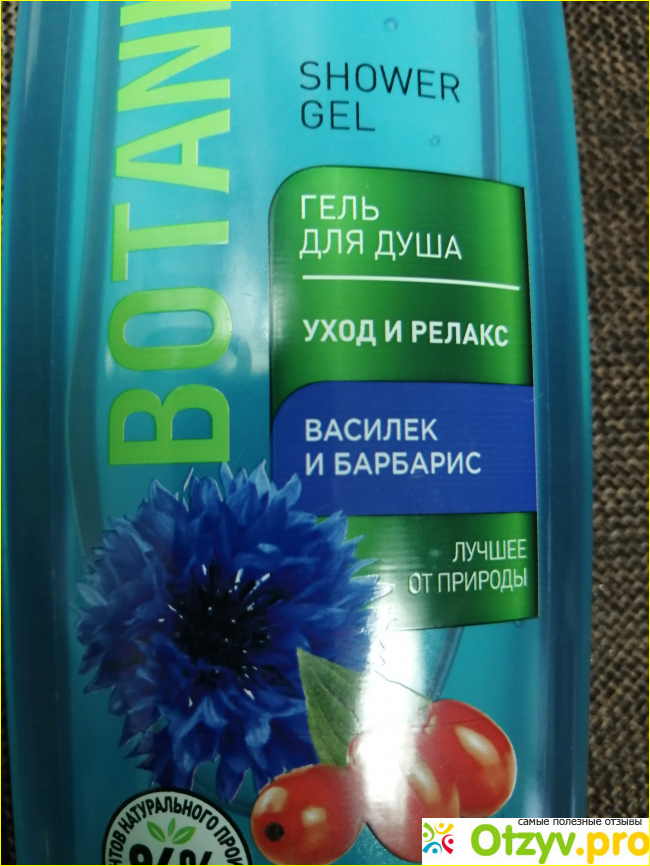 BOTANI
SHOWER
GEL
ГЕЛЬ
ДЛЯ ДУША
УХОД И РЕЛАКС
ВАСИЛЕК
И БАРБАРИС
ЛУЧШЕЕ
ОТ ПРИРОДЫ
НАТУРАЛЬНОГО
самые полезные отзывы
Otzyv.pro